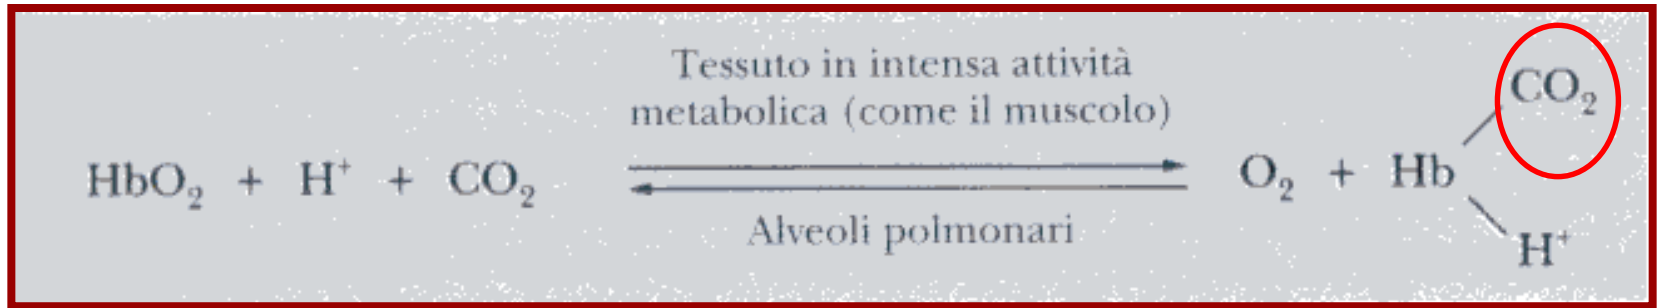 Tessuto in intensa attività
metabolica (come il muscolo)
CO₂
HbO₂ + H⁺ + CO₂ O₂ + Hb
Alveoli polmonari
H⁺